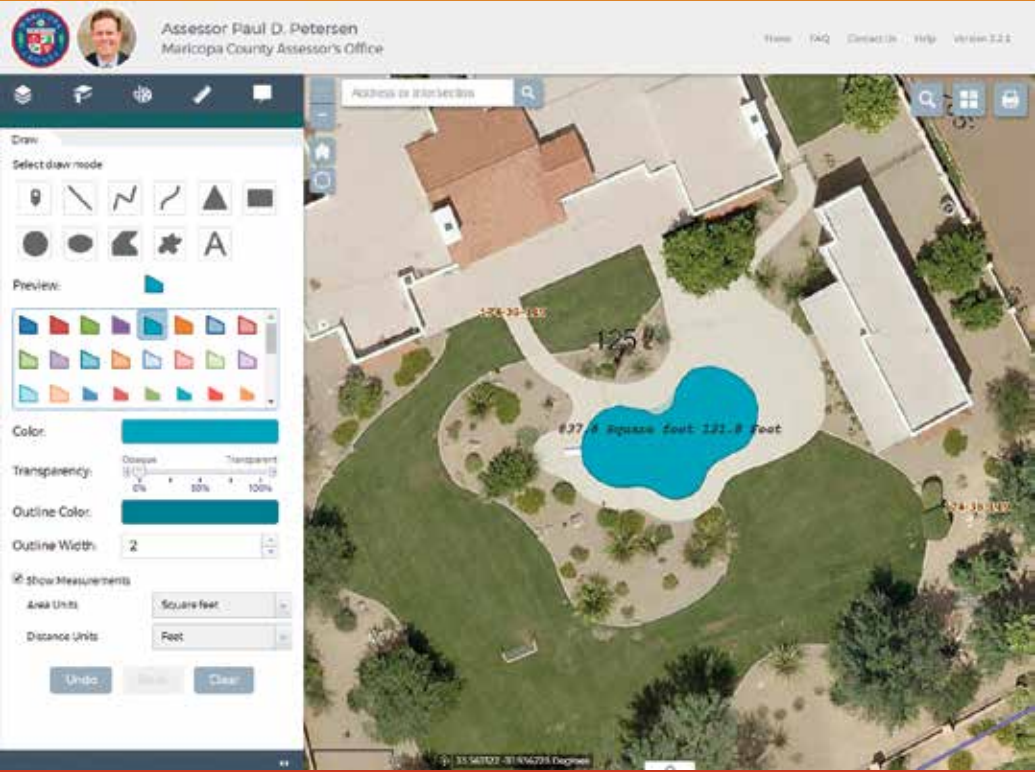 Assessor Paul D. Petersen
Maricopa County Assessor's Office
Home FAQ Contact Us Help Version
Address or intersection
Draw
Select draw mode
A
Preview:
Color:
Transparency:
Opaque Transparent
0% 50% 100%
Outline Color:
Outline Width: 2
Show Measurements
Area Units Square feet
Distance Units Feet
Undo Clear
125
Square feet 121.8 Feet
Degrees